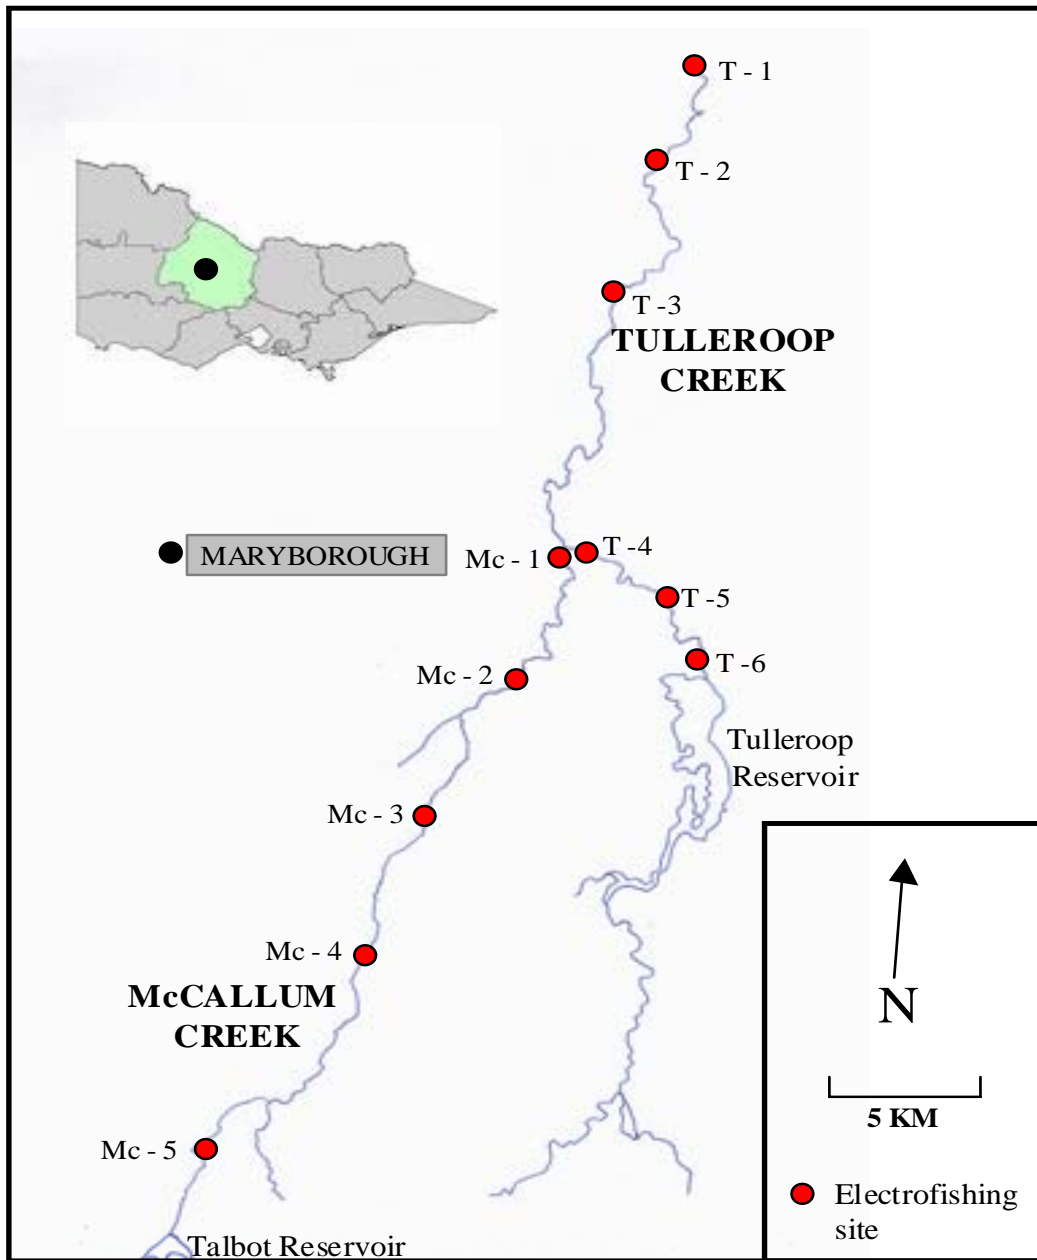 T - 1
T - 2
T -3
TULLEROOP
CREEK
MARYBOROUGH
Mc - 1
T -4
T -5
Mc - 2
T -6
Tulleroop
Reservoir
Mc - 3
Mc - 4
McCALLUM
CREEK
N
5 KM
Mc - 5
Electrofishing
site
Talbot Reservoir